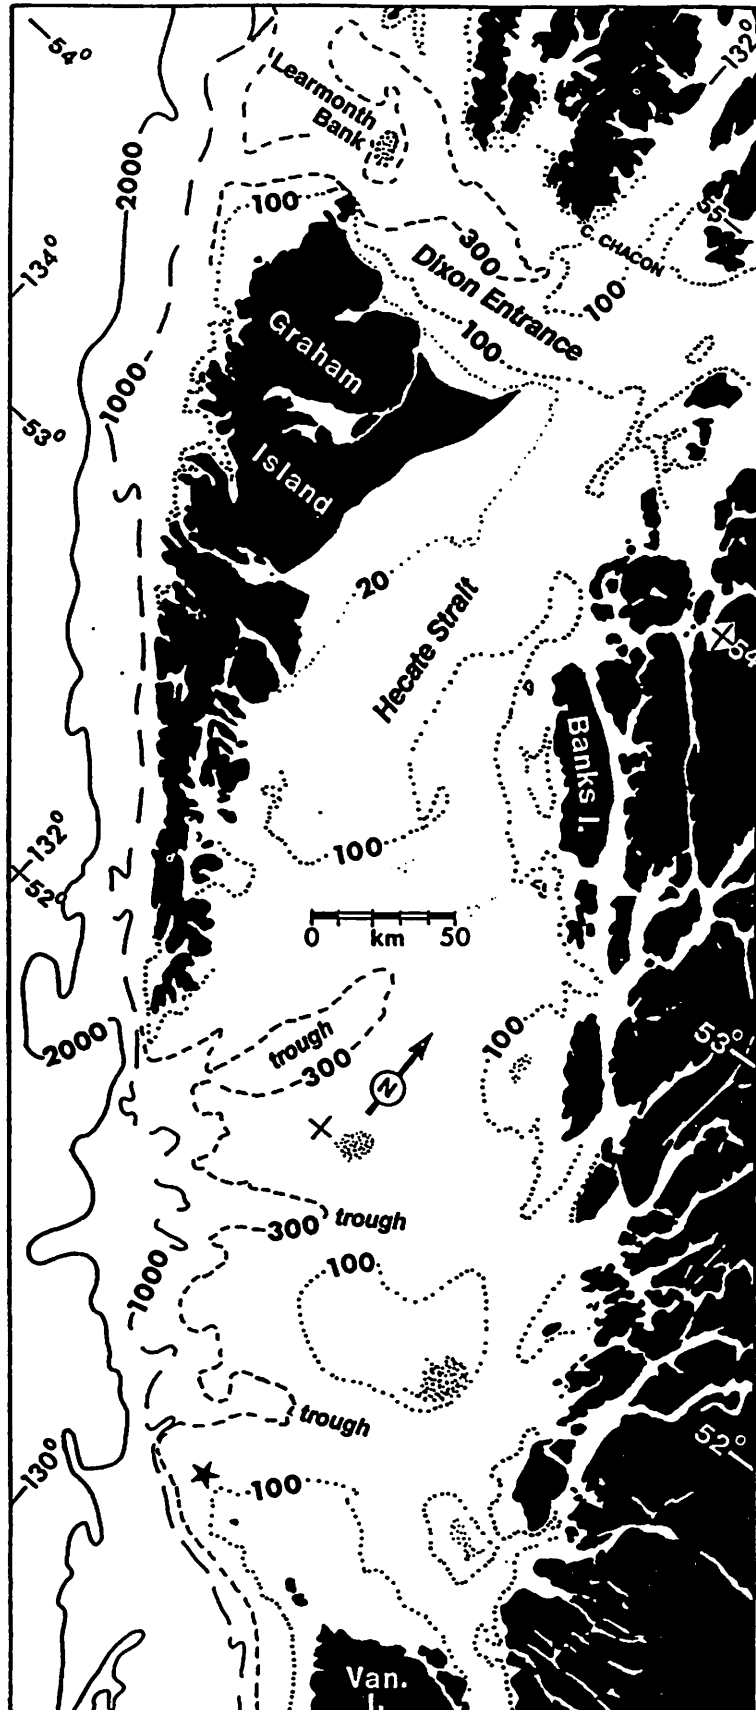 54°
132°
Learmonth
Bank
2000
100
55
C. CHACON
134°
300
Dixon Entrance
100
100
Graham
1000
53°
Island
20
Hecate Strait
54
Banks I.
132°
52°
100
0 km 50
2000
trough
300
N
100
53°
300 trough
100
1000
trough
52°
130°
100
Van.
I.